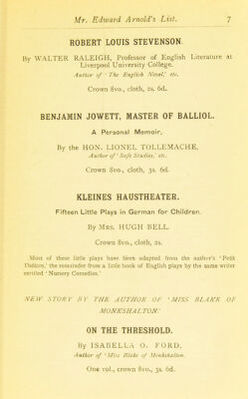 Mr. Edward Arnold's List. 7
ROBERT LOUIS STEVENSON.
By WALTER RALEIGH, Professor of English Literature at
Liverpool University College.
Author of 'The English Novel,' etc.
Crown 8vo., cloth, 2s. 6d.
BENJAMIN JOWETT, MASTER OF BALLIOL.
A Personal Memoir.
By the HON. LIONEL TOLLEMACHE,
Author of 'Safe Studies,' etc.
Crown 8vo., cloth, 3s. 6d.
KLEINES HAUSTHEATER.
Fifteen Little Plays in German for Children.
By MRS. HUGH BELL.
Crown 8vo., cloth, 2s.
Most of these little plays have been adapted from the author's 'Petit
Théâtre,' the remainder from a little book of English plays by the same writer
entitled 'Nursery Comedies.'
NEW STORY BY THE AUTHOR OF 'MISS BLAKE OF
MONKSHALTON.'
ON THE THRESHOLD.
By ISABELLA O. FORD,
Author of 'Miss Blake of Monkshalton.'
One vol., crown 8vo., 3s. 6d.